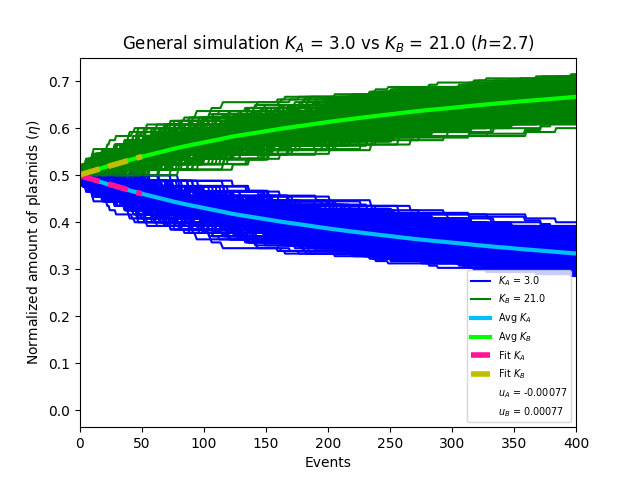 General simulation K_A = 3.0 vs K_B = 21.0 (h=2.7)
Normalized amount of plasmids (η)
0.7
0.6
0.5
0.4
0.3
0.2
0.1
0.0
K_A = 3.0
K_B = 21.0
Avg K_A
Avg K_B
Fit K_A
Fit K_B
u_A = -0.00077
u_B = 0.00077
0 50 100 150 200 250 300 350 400
Events